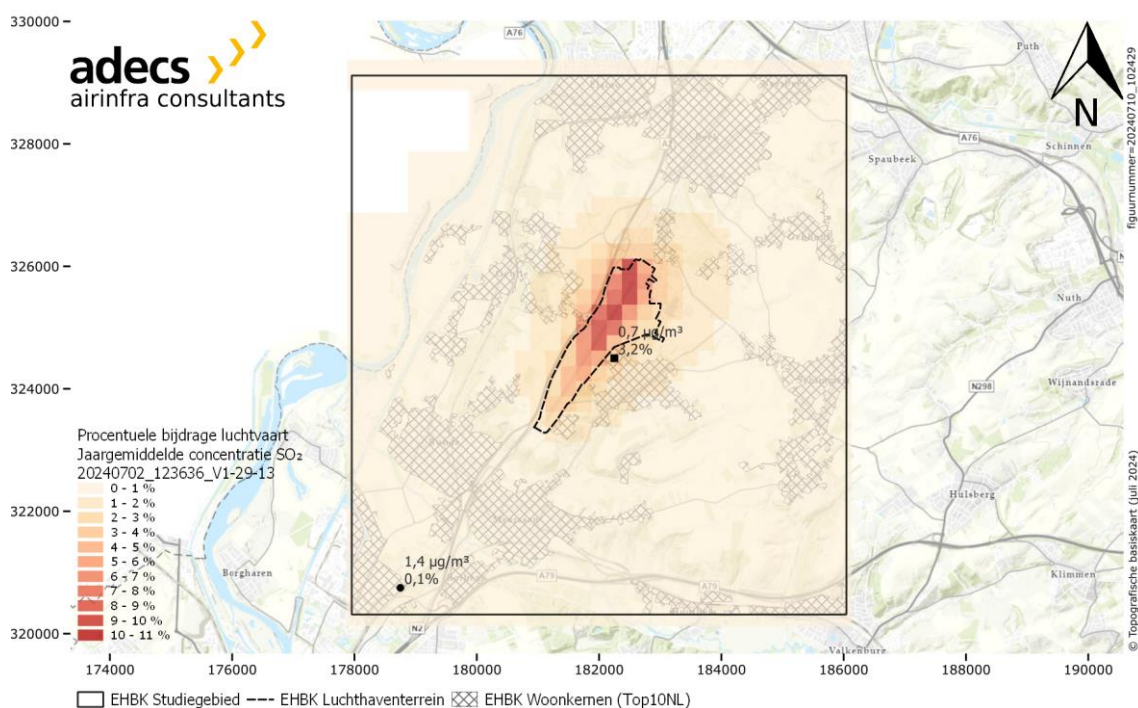 adecs
airinfra consultants
330000
328000
326000
324000
322000
320000
A76
Puth
A76
Schinnen
Spaubeek
A2
Nuth
N298
Wijnandsrade
Hulsberg
Klimmen
Valkenburg
A79
A79
N2
Borgharen
0,7 µg/m³
3,2%
1,4 µg/m³
0,1%
Procentuele bijdrage luchtvaart
Jaargemiddelde concentratie SO₂
20240702_123636_V1-29-13
0 - 1 %
1 - 2 %
2 - 3 %
3 - 4 %
4 - 5 %
5 - 6 %
6 - 7 %
7 - 8 %
8 - 9 %
9 - 10 %
10 - 11 %
174000
176000
178000
180000
182000
184000
186000
188000
190000
EHBK Studiegebied
EHBK Luchthaventerrein
EHBK Woonkernen (Top10NL)
N
figuurnummer=20240710_102429
© Topografische basiskaart (juli 2024)